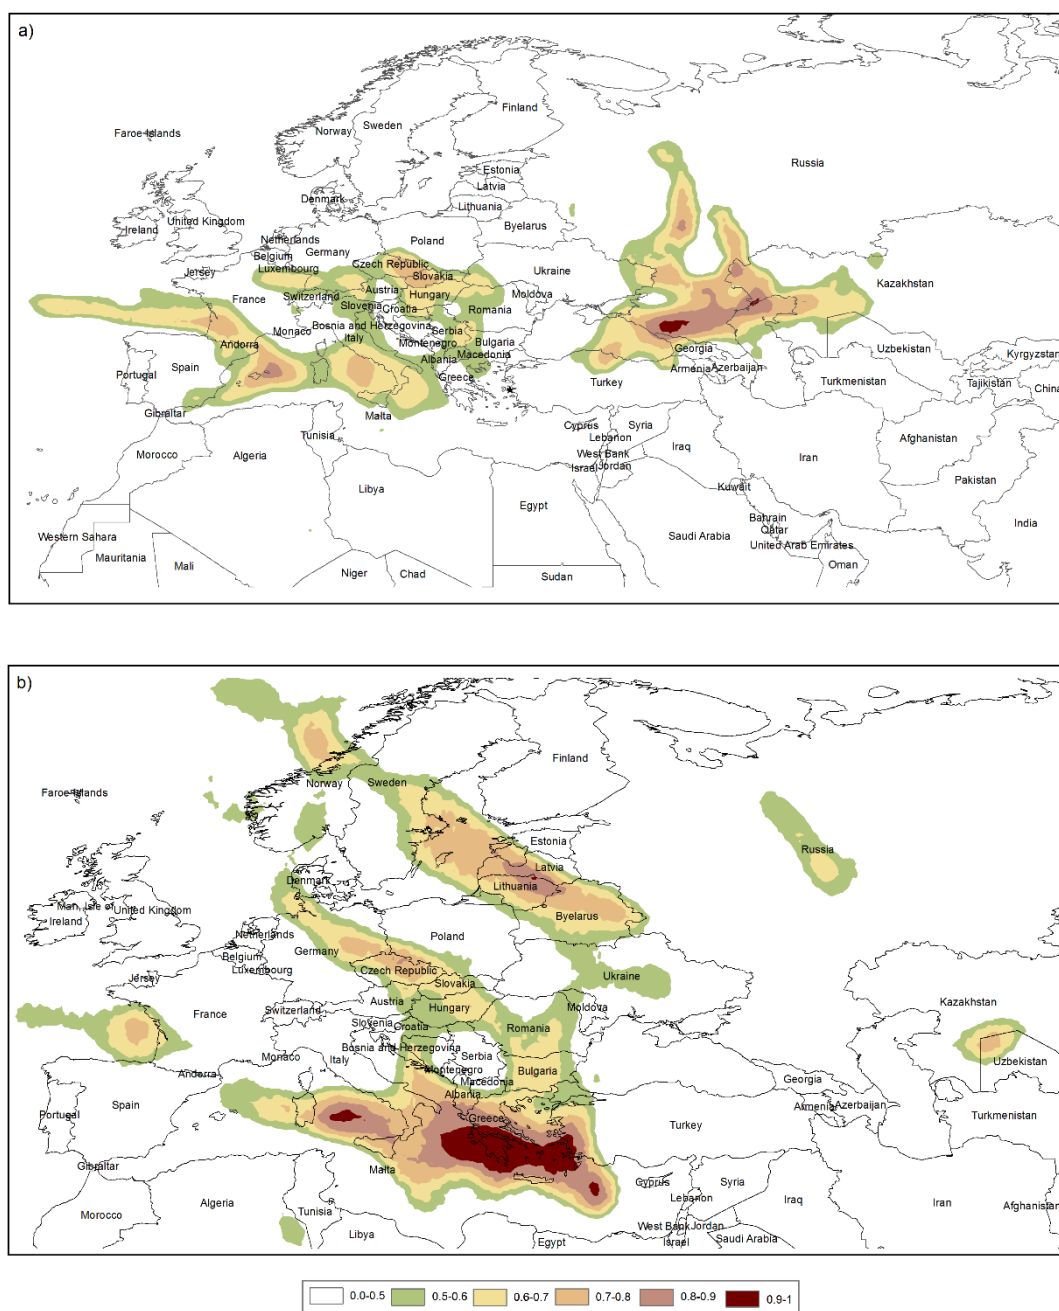 a)
Finland
Norway
Sweden
Faroe-Islands
Russia
Estonia
Latvia
Denmark
Lithuania
United Kingdom
Ireland
Byelarus
Netherlands
Poland
Germany
Belgium
Czech Republic
Luxembourg
Ukraine
Slovakia
Jersey
Kazakhstan
Austria
Hungary
Moldova
Switzerland
France
Slovenia
Croatia
Romania
Bosnia and Herzegovina
Serbia
Monaco
Italy
Montenegro
Bulgaria
Andorra
Georgia
Uzbekistan
Macedonia
Albania
Kyrgyzstan
Spain
Armenia
Azerbaijan
Portugal
Greece
Turkey
Turkmenistan
Tajikistan
China
Gibraltar
Malta
Cyprus
Syria
Tunisia
Lebanon
Afghanistan
Morocco
Algeria
West Bank
Iraq
Iran
Israel
Jordan
Pakistan
Libya
Kuwait
Egypt
Bahrain
Qatar
India
Western Sahara
Saudi Arabia
United Arab Emirates
Mauritania
Mali
Oman
Niger
Chad
Sudan
b)
Finland
Norway
Sweden
Faroe-Islands
Estonia
Russia
Latvia
Denmark
Lithuania
Man, Isle of
United Kingdom
Ireland
Byelarus
Netherlands
Poland
Germany
Belgium
Luxembourg
Czech Republic
Ukraine
Jersey
Slovakia
Austria
Hungary
Moldova
Kazakhstan
France
Switzerland
Slovenia
Croatia
Romania
Bosnia and Herzegovina
Monaco
Italy
Serbia
Uzbekistan
Montenegro
Bulgaria
Andorra
Macedonia
Georgia
Albania
Spain
Armenia
Azerbaijan
Portugal
Greece
Turkey
Turkmenistan
Gibraltar
Malta
Cyprus
Syria
Algeria
Lebanon
Iraq
Iran
Afghanistan
Morocco
Tunisia
Libya
West Bank
Jordan
Egypt
Israel
Saudi Arabia
0.0-0.5
0.5-0.6
0.6-0.7
0.7-0.8
0.8-0.9
0.9-1